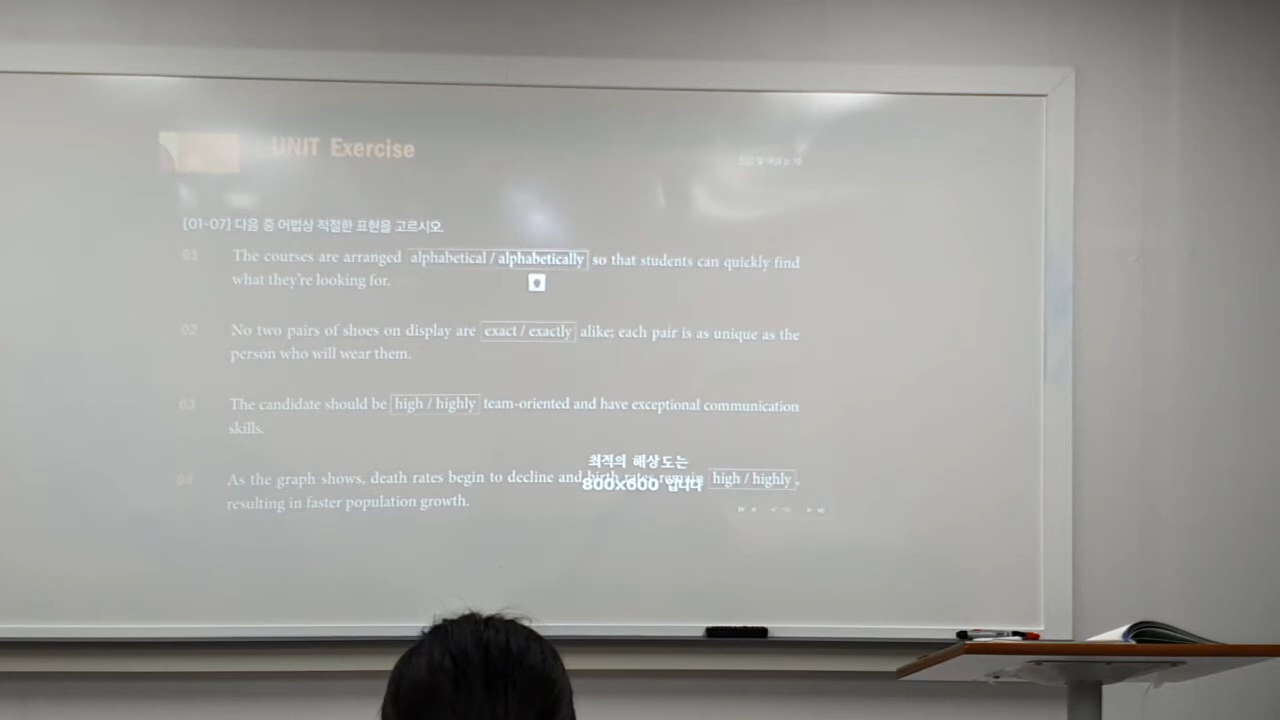 UNIT Exercise
[01-07] 다음 중 어법상 적절한 표현을 고르시오.
01 The courses are arranged alphabetical / alphabetically so that students can quickly find
what they're looking for.
02 No two pairs of shoes on display are exact / exactly alike; each pair is as unique as the
person who will wear them.
03 The candidate should be high / highly team-oriented and have exceptional communication
skills.
최적의 해상도는
04 As the graph shows, death rates begin to decline and birth rates remain high / highly,
800x600 입니다
resulting in faster population growth.